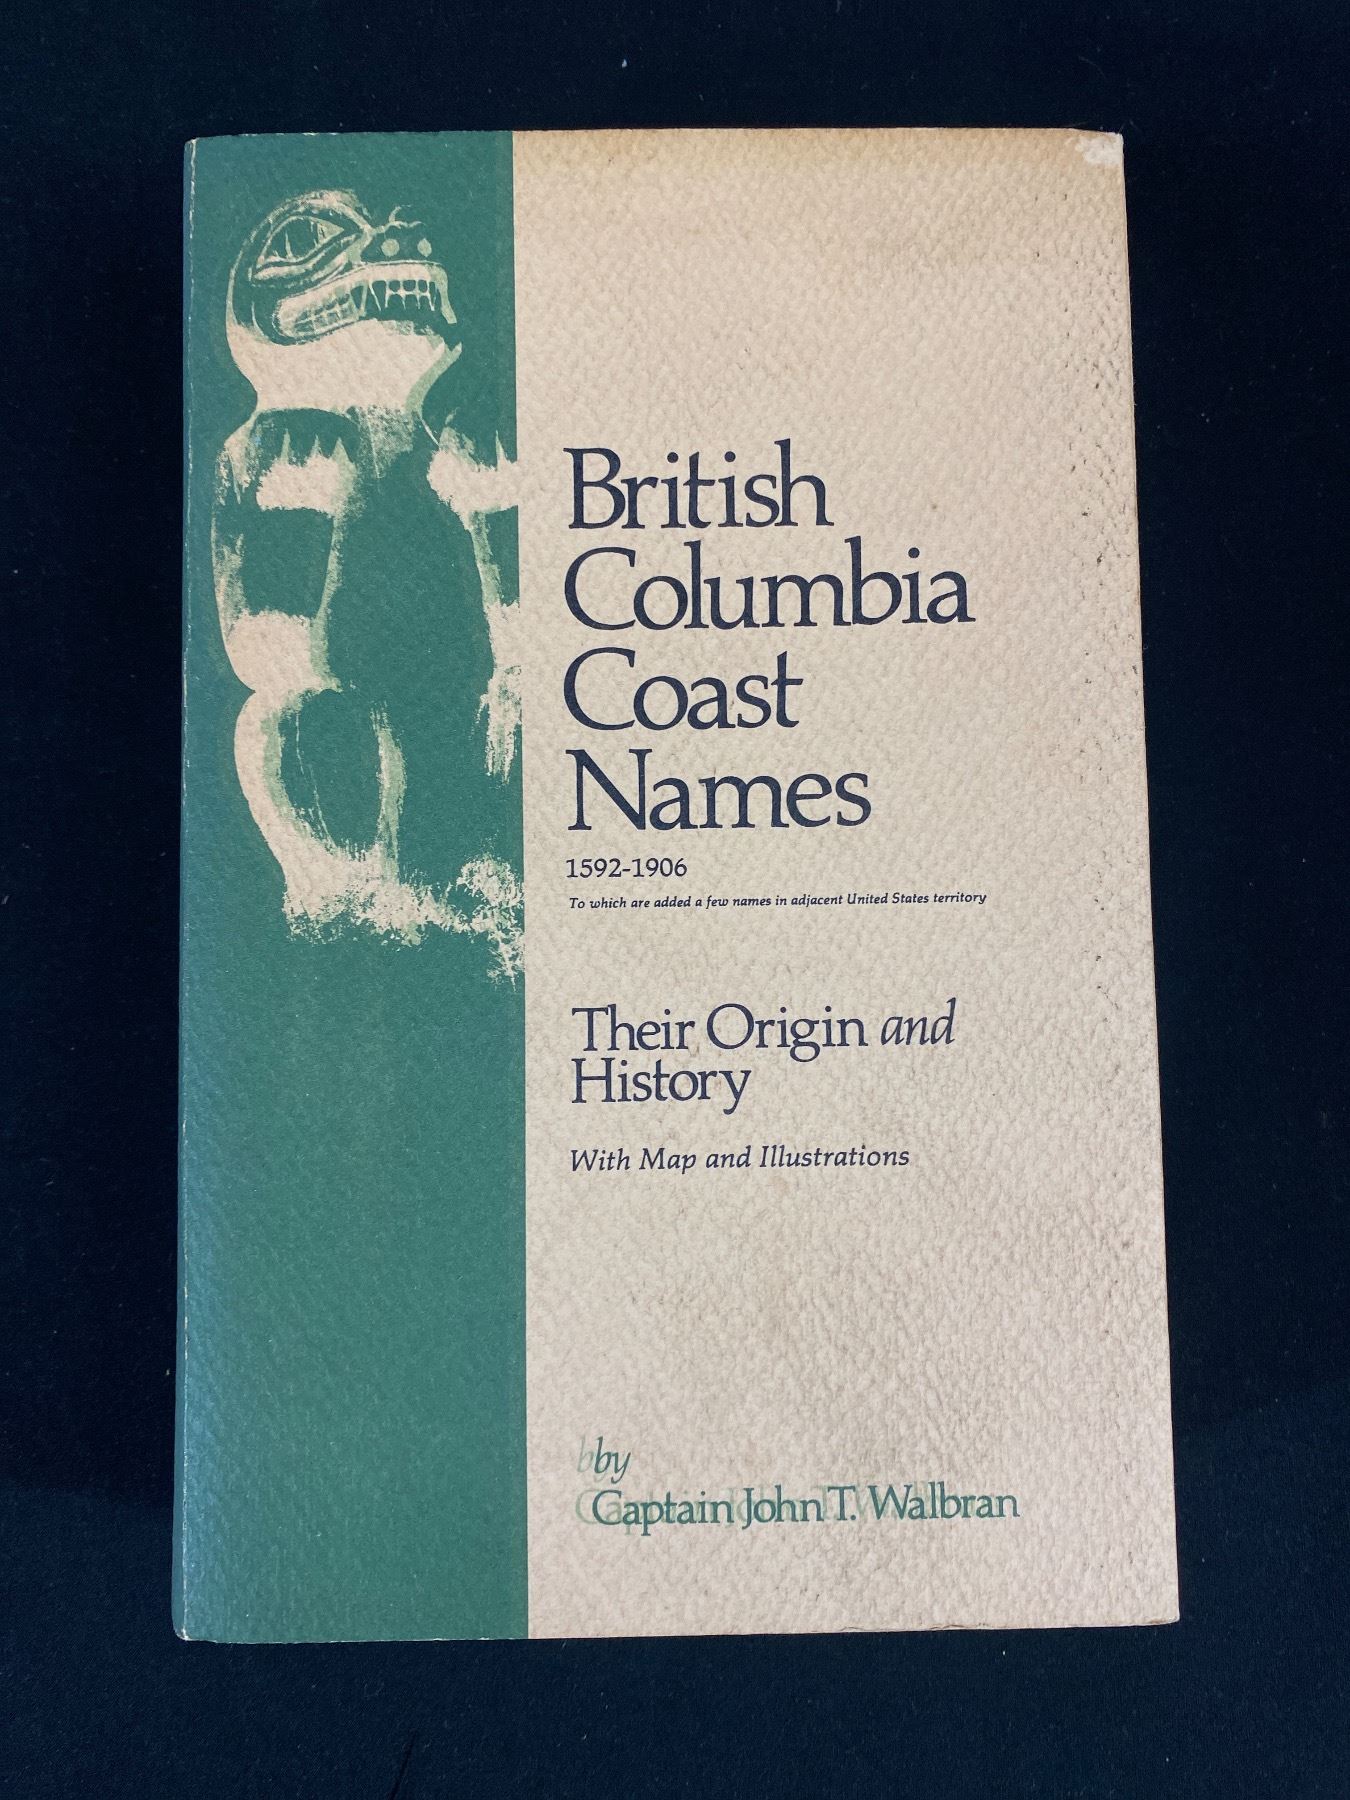 British
Columbia
Coast
Names
1592-1906
To which are added a few names in adjacent United States territory
Their Origin and
History
With Map and Illustrations
by
Captain John T. Walbran